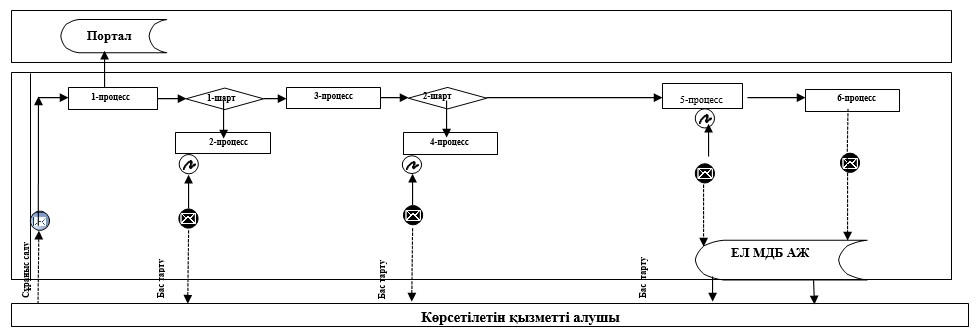 Портал
1-процесс
1-шарт
3-процесс
2-шарт
5-процесс
6-процесс
2-процесс
4-процесс
Сұраныс салу
Бас тарту
Бас тарту
Бас тарту
ЕЛ МДБ АЖ
Көрсетілетін қызметті алушы